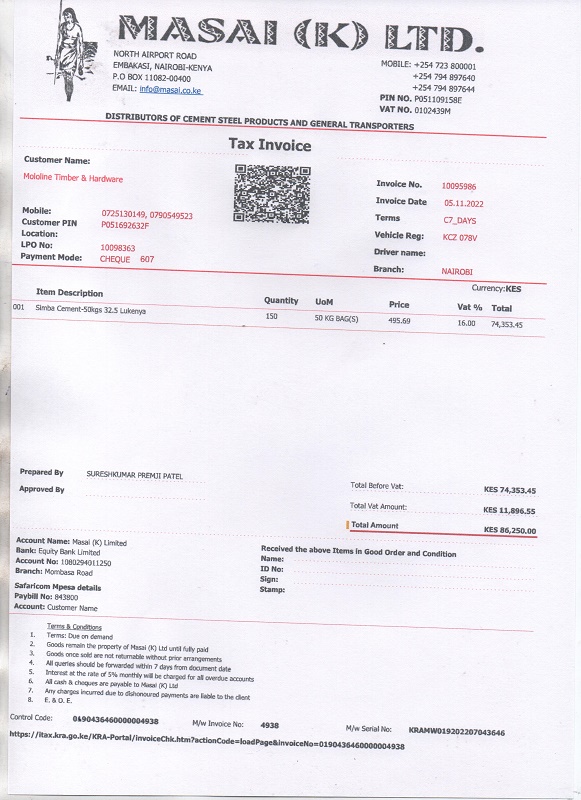 MASAI (K) LTD.
NORTH AIRPORT ROAD
EMBAKASI, NAIROBI-KENYA
P.O BOX 11082-00400
EMAIL: info@masai.co.ke
MOBILE: +254 723 800001
+254 794 897640
+254 794 897644
PIN NO. P051109158E
VAT NO. 0102439M
DISTRIBUTORS OF CEMENT STEEL PRODUCTS AND GENERAL TRANSPORTERS
Tax Invoice
Customer Name:
Mololine Timber & Hardware
Mobile: 0725130149, 0790549523
Customer PIN P051692632F
Location:
LPO No: 10098363
Payment Mode: CHEQUE 607
Invoice No. 10095986
Invoice Date 05.11.2022
Terms C7_DAYS
Vehicle Reg: KCZ 078V
Driver name:
Branch: NAIROBI
Currency:KES
Item Description Quantity UoM Price Vat % Total
001 Simba Cement-50kgs 32.5 Lukenya 150 50 KG BAG(S) 495.69 16.00 74,353.45
Prepared By SURESHKUMAR PREMJI PATEL
Approved By
Total Before Vat: KES 74,353.45
Total Vat Amount: KES 11,896.55
Total Amount KES 86,250.00
Account Name: Masai (K) Limited
Bank: Equity Bank Limited
Account No: 1080294011250
Branch: Mombasa Road
Safaricom Mpesa details
Paybill No: 843800
Account: Customer Name
Received the above Items in Good Order and Condition
Name:
ID No:
Sign:
Stamp:
Terms & Conditions
1. Terms: Due on demand
2. Goods remain the property of Masai (K) Ltd until fully paid
3. Goods once sold are not returnable without prior arrangements
4. All queries should be forwarded within 7 days from document date
5. Interest at the rate of 5% monthly will be charged for all overdue accounts
6. All cash & cheques are payable to Masai (K) Ltd
7. Any charges incurred due to dishonoured payments are liable to the client
8. E. & O. E.
Control Code: 0190436460000004938 M/w Invoice No: 4938 M/w Serial No: KRAMW019202207043646
https://itax.kra.go.ke/KRA-Portal/invoiceChk.htm?actionCode=loadPage&invoiceNo=0190436460000004938